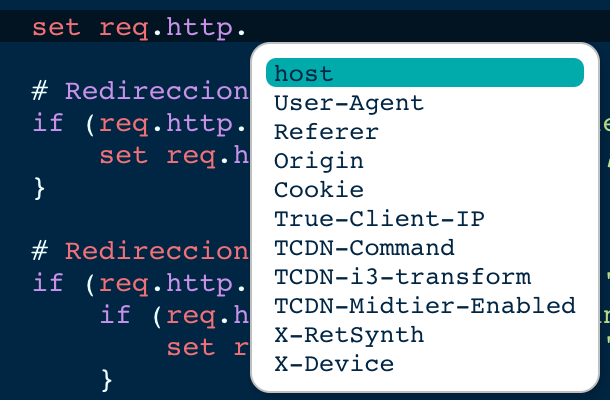 set req.http.
host
User-Agent
Referer
Origin
Cookie
True-Client-IP
TCDN-Command
TCDN-i3-transform
TCDN-Midtier-Enabled
X-RetSynth
X-Device
# Redireccion
if (req.http.
set req.h
}
# Redireccion
if (req.http.
if (req.h
set r
}